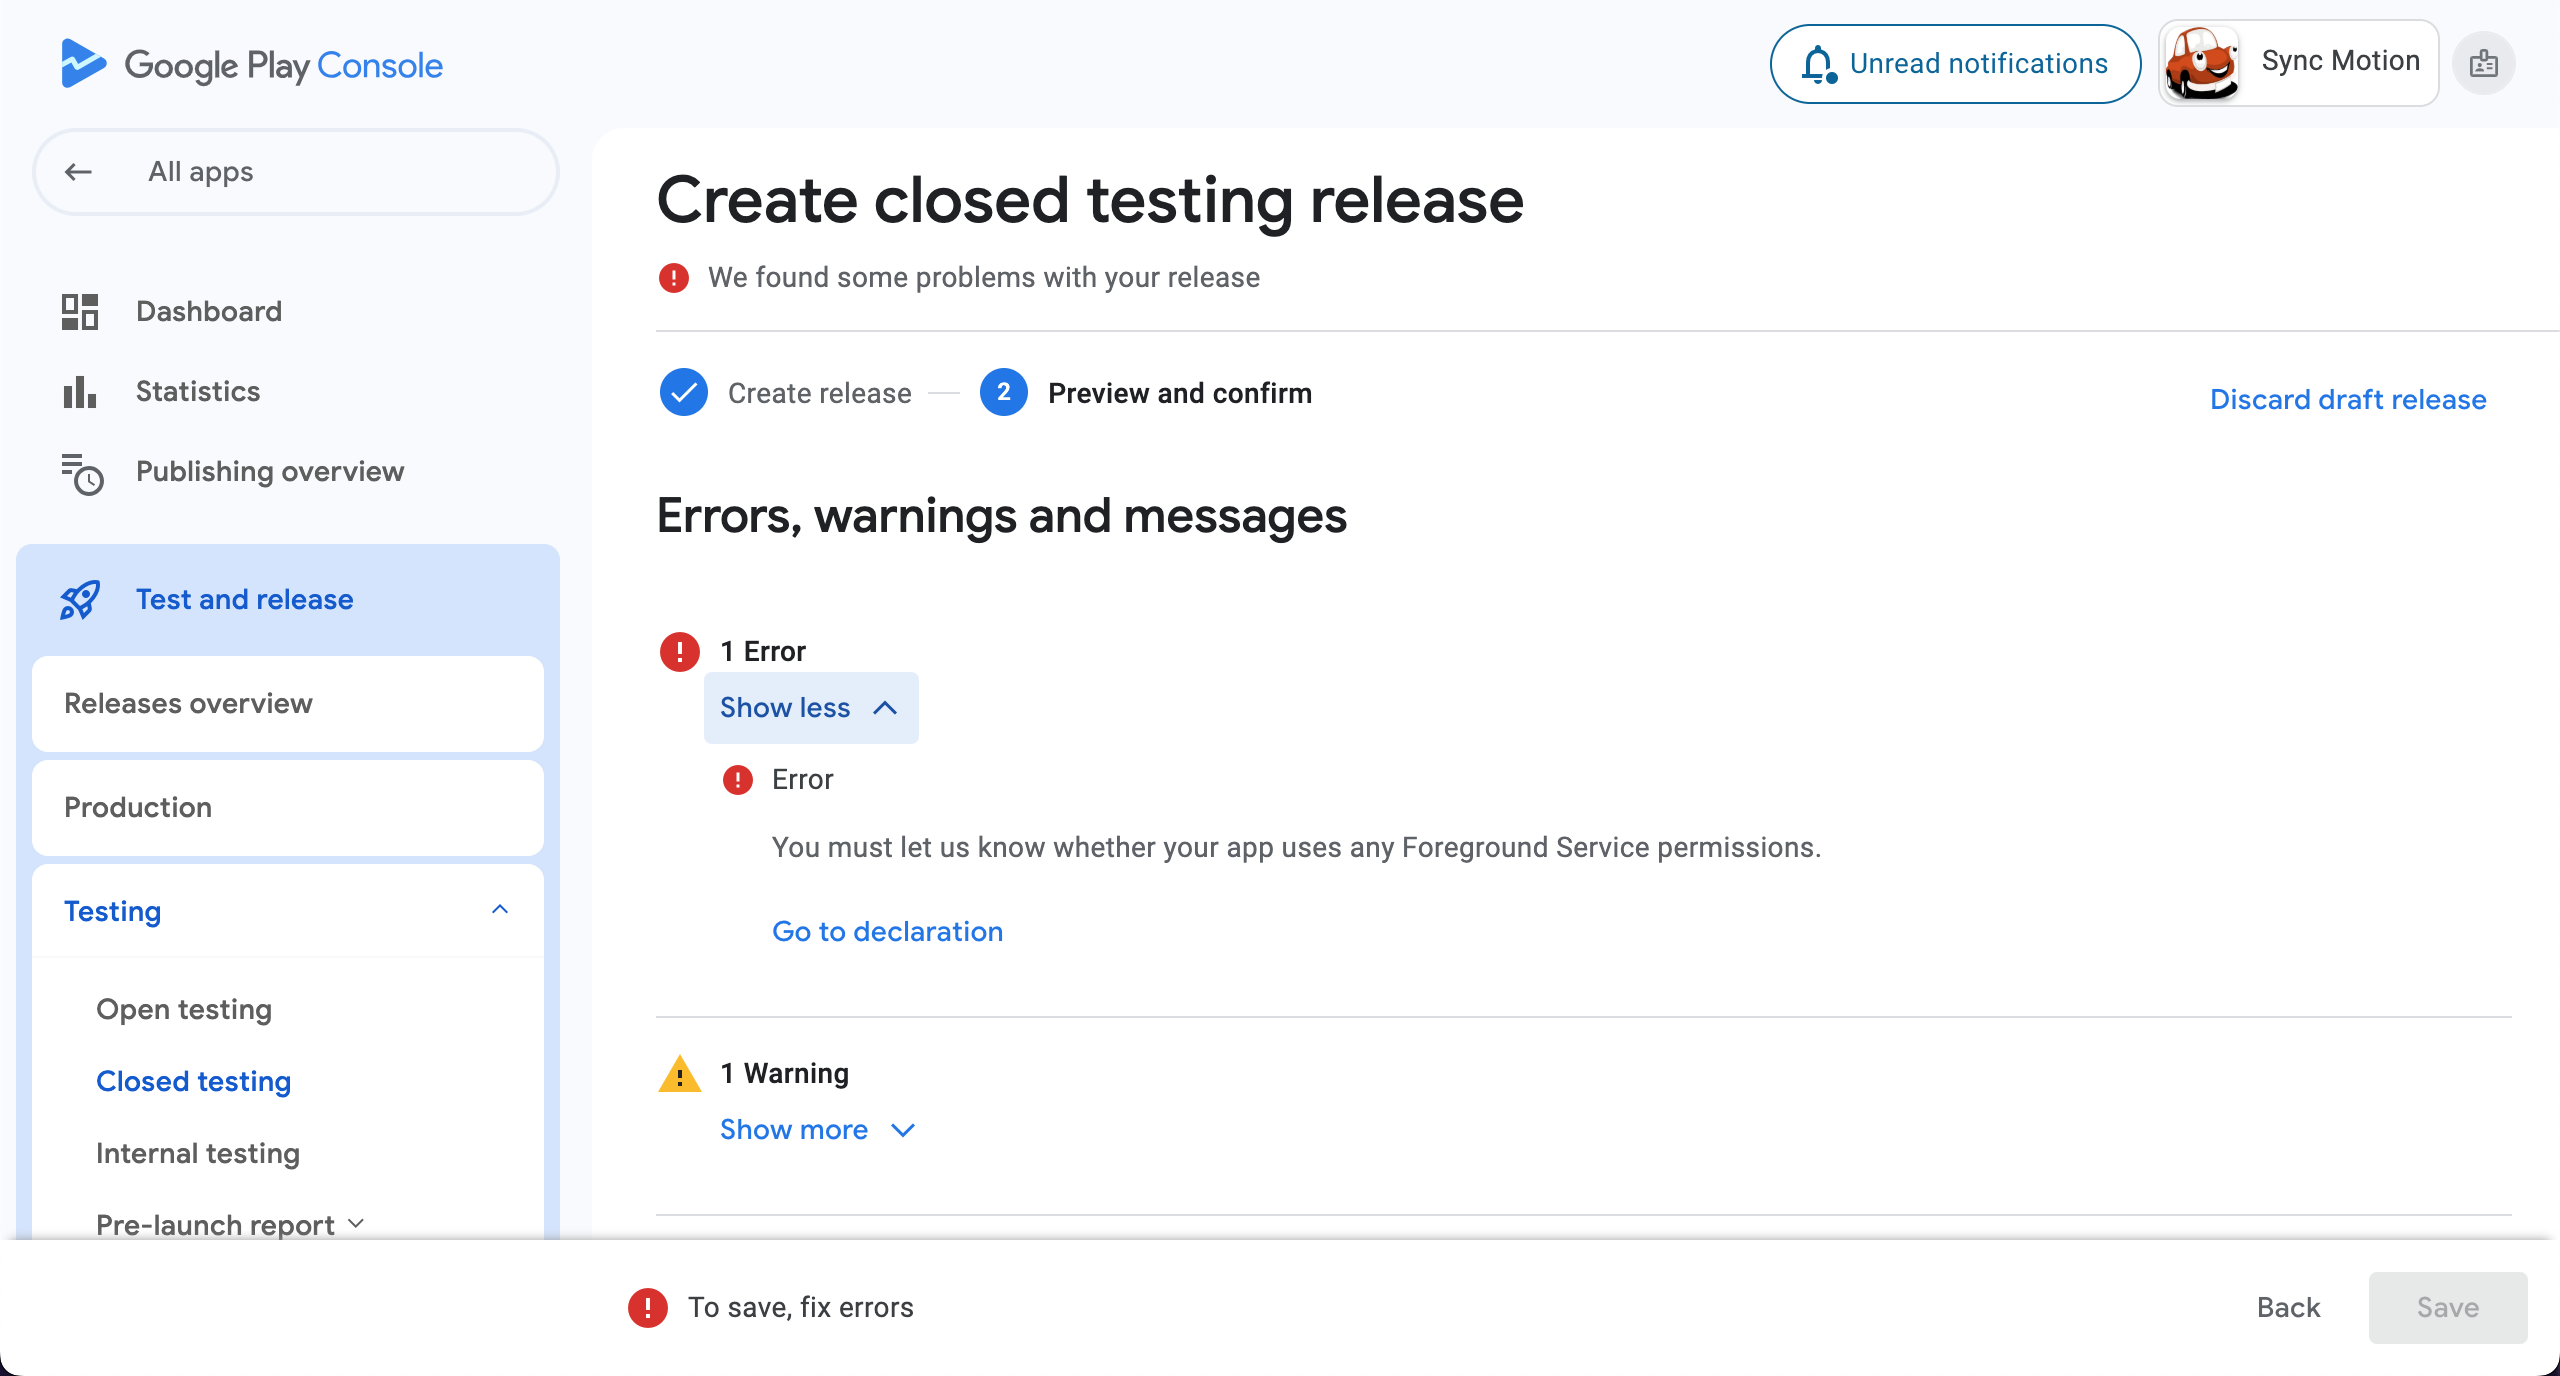 Google Play Console
Unread notifications
Sync Motion
All apps
Dashboard
Statistics
Publishing overview
Test and release
Releases overview
Production
Testing
Open testing
Closed testing
Internal testing
Pre-launch report
Create closed testing release
We found some problems with your release
Create release
2
Preview and confirm
Discard draft release
Errors, warnings and messages
1 Error
Show less
Error
You must let us know whether your app uses any Foreground Service permissions.
Go to declaration
1 Warning
Show more
To save, fix errors
Back
Save